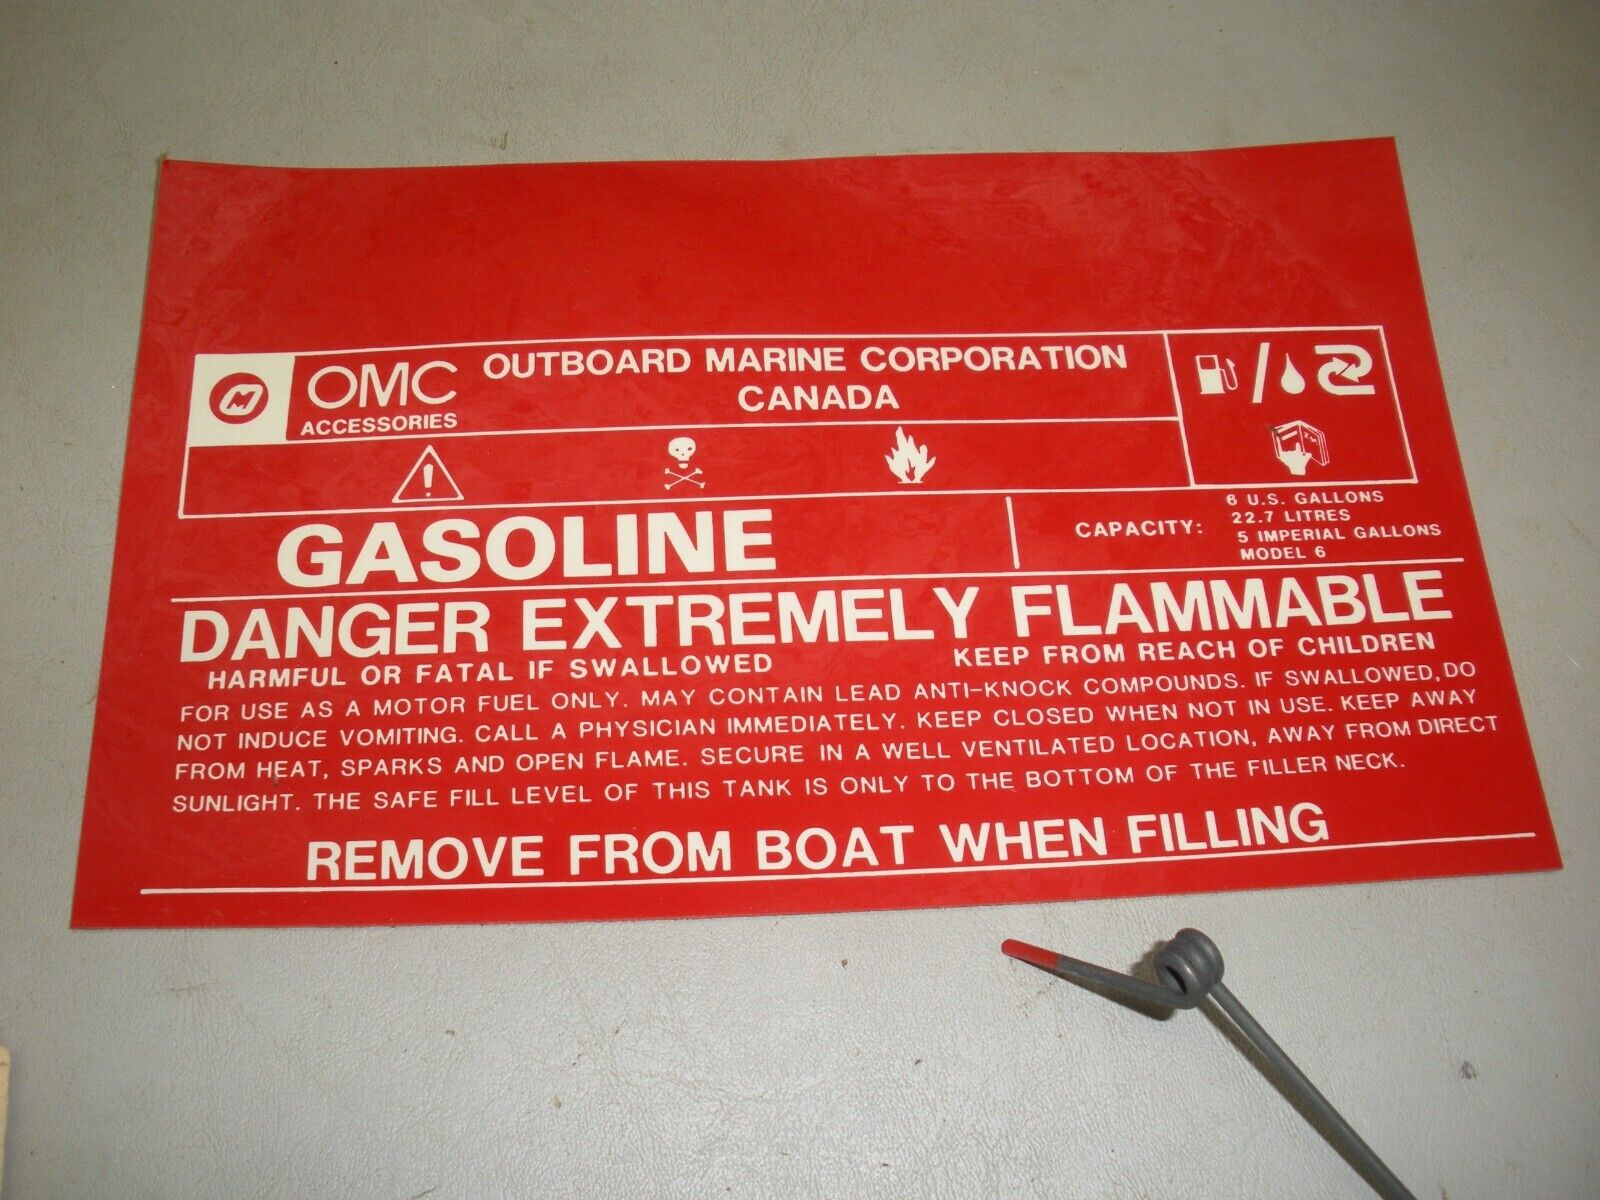 OMC
ACCESSORIES
OUTBOARD MARINE CORPORATION
CANADA
GASOLINE
CAPACITY:
6 U.S. GALLONS
22.7 LITRES
5 IMPERIAL GALLONS
MODEL 6
DANGER EXTREMELY FLAMMABLE
HARMFUL OR FATAL IF SWALLOWED
KEEP FROM REACH OF CHILDREN
FOR USE AS A MOTOR FUEL ONLY. MAY CONTAIN LEAD ANTI-KNOCK COMPOUNDS. IF SWALLOWED, DO
NOT INDUCE VOMITING. CALL A PHYSICIAN IMMEDIATELY. KEEP CLOSED WHEN NOT IN USE. KEEP AWAY
FROM HEAT, SPARKS AND OPEN FLAME. SECURE IN A WELL VENTILATED LOCATION, AWAY FROM DIRECT
SUNLIGHT. THE SAFE FILL LEVEL OF THIS TANK IS ONLY TO THE BOTTOM OF THE FILLER NECK.
REMOVE FROM BOAT WHEN FILLING